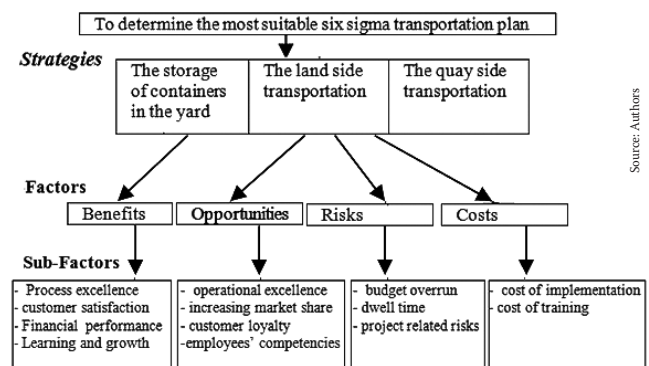 To determine the most suitable six sigma transportation plan
Strategies
The storage
of containers
in the yard
The land side
transportation
The quay side
transportation
Source: Authors
Factors
Benefits
Opportunities
Risks
Costs
Sub-Factors
- Process excellence
- customer satisfaction
- Financial performance
- Learning and growth
- operational excellence
- increasing market share
- customer loyalty
-employees’ competencies
- budget overrun
- dwell time
- project related risks
- cost of implementation
- cost of training